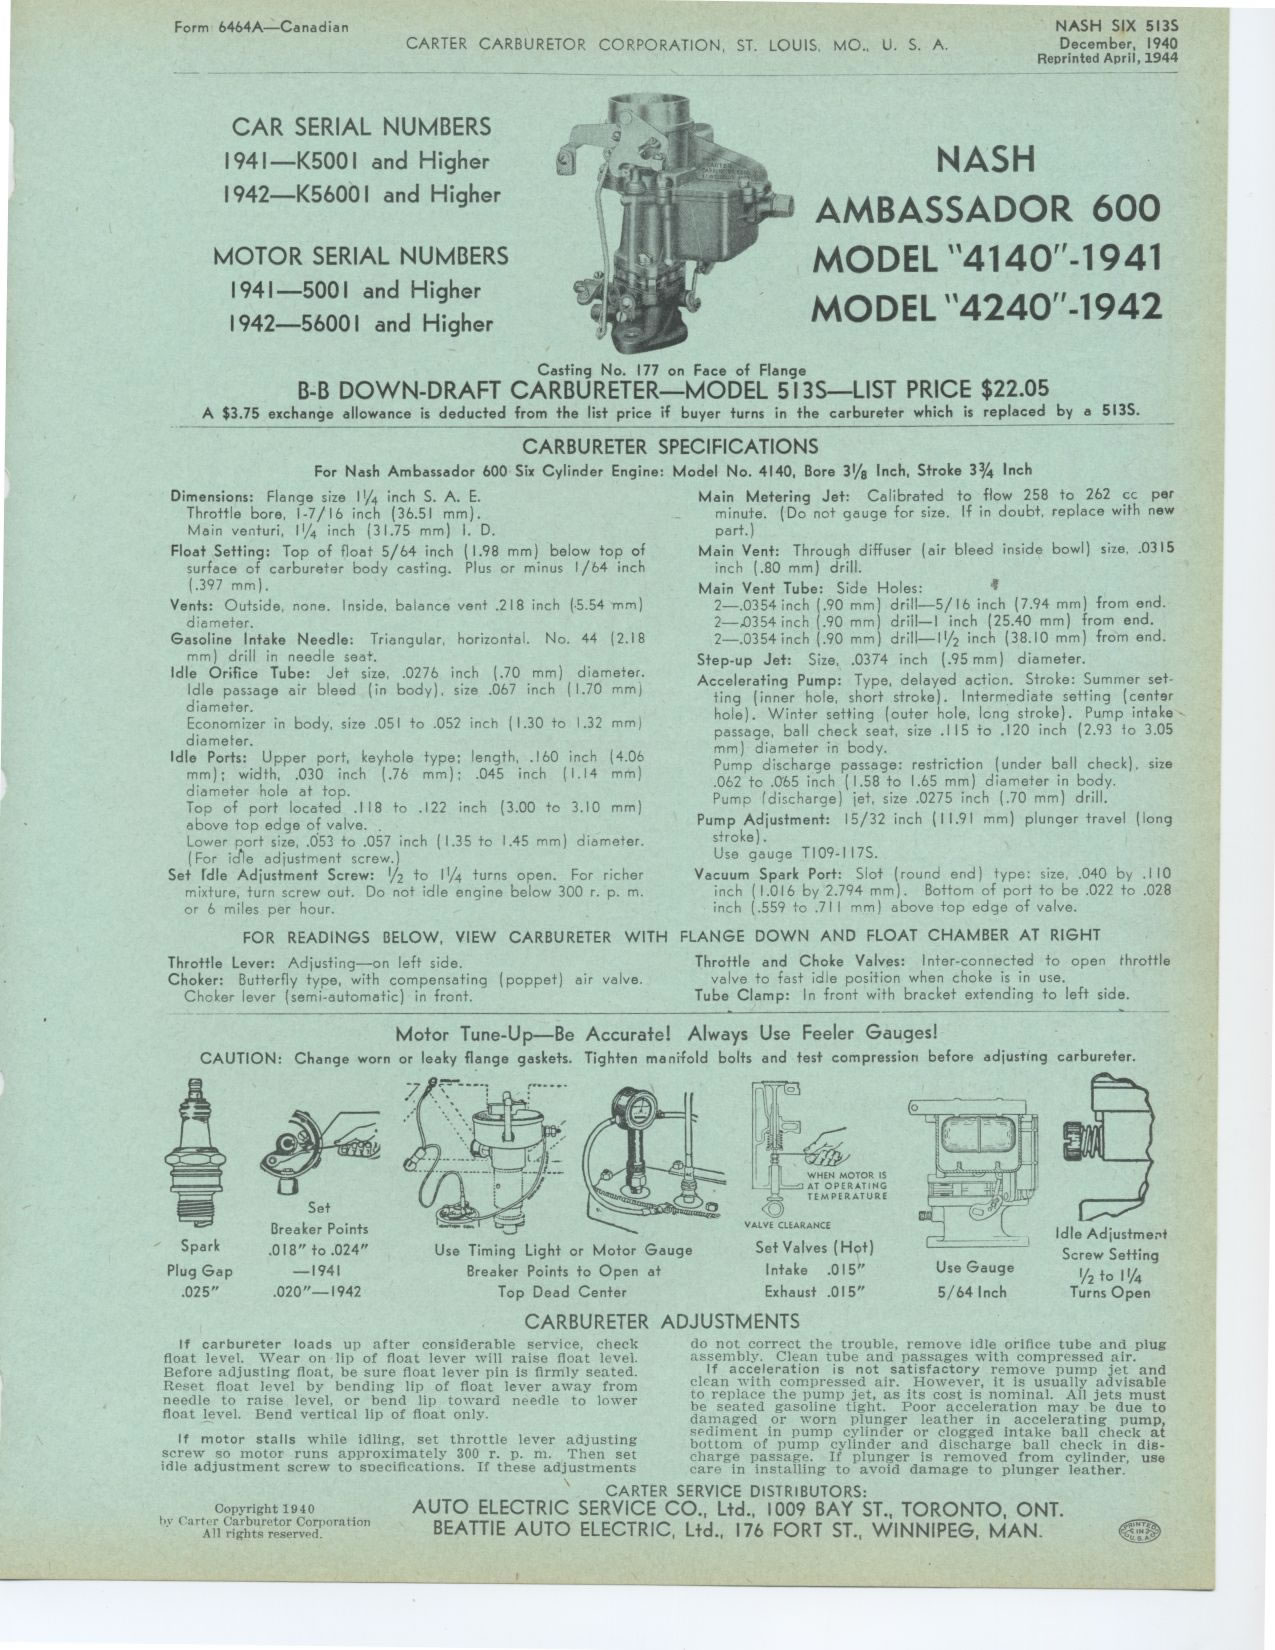 Form 6464A—Canadian
CARTER CARBURETOR CORPORATION, ST. LOUIS, MO., U. S. A.
NASH SIX 513S
December, 1940
Reprinted April, 1944
CAR SERIAL NUMBERS
1941—K5001 and Higher
1942—K56001 and Higher
MOTOR SERIAL NUMBERS
1941—5001 and Higher
1942—56001 and Higher
NASH
AMBASSADOR 600
MODEL "4140"-1941
MODEL "4240"-1942
Casting No. 177 on Face of Flange
B-B DOWN-DRAFT CARBURETER—MODEL 513S—LIST PRICE $22.05
A $3.75 exchange allowance is deducted from the list price if buyer turns in the carbureter which is replaced by a 513S.
CARBURETER SPECIFICATIONS
For Nash Ambassador 600 Six Cylinder Engine: Model No. 4140, Bore 3⅛ Inch, Stroke 3¾ Inch
Dimensions: Flange size 1¼ inch S. A. E.
Throttle bore, 1-7/16 inch (36.51 mm).
Main venturi, 1¼ inch (31.75 mm) I. D.
Float Setting: Top of float 5/64 inch (1.98 mm) below top of
surface of carbureter body casting. Plus or minus 1/64 inch
(.397 mm).
Vents: Outside, none. Inside, balance vent .218 inch (5.54 mm)
diameter.
Gasoline Intake Needle: Triangular, horizontal. No. 44 (2.18
mm) drill in needle seat.
Idle Orifice Tube: Jet size, .0276 inch (.70 mm) diameter.
Idle passage air bleed (in body), size .067 inch (1.70 mm)
diameter.
Economizer in body, size .051 to .052 inch (1.30 to 1.32 mm)
diameter.
Idle Ports: Upper port, keyhole type; length, .160 inch (4.06
mm); width, .030 inch (.76 mm); .045 inch (1.14 mm)
diameter hole at top.
Top of port located .118 to .122 inch (3.00 to 3.10 mm)
above top edge of valve.
Lower port size, .053 to .057 inch (1.35 to 1.45 mm) diameter.
(For idle adjustment screw.)
Set Idle Adjustment Screw: ½ to 1¼ turns open. For richer
mixture, turn screw out. Do not idle engine below 300 r. p. m.
or 6 miles per hour.
Main Metering Jet: Calibrated to flow 258 to 262 cc per
minute. (Do not gauge for size. If in doubt, replace with new
part.)
Main Vent: Through diffuser (air bleed inside bowl) size, .0315
inch (.80 mm) drill.
Main Vent Tube: Side Holes:
2—.0354 inch (.90 mm) drill—5/16 inch (7.94 mm) from end.
2—.0354 inch (.90 mm) drill—1 inch (25.40 mm) from end.
2—.0354 inch (.90 mm) drill—1½ inch (38.10 mm) from end.
Step-up Jet: Size, .0374 inch (.95 mm) diameter.
Accelerating Pump: Type, delayed action. Stroke: Summer set-
ting (inner hole, short stroke). Intermediate setting (center
hole). Winter setting (outer hole, long stroke). Pump intake
passage, ball check seat, size .115 to .120 inch (2.93 to 3.05
mm) diameter in body.
Pump discharge passage: restriction (under ball check), size
.062 to .065 inch (1.58 to 1.65 mm) diameter in body.
Pump (discharge) jet, size .0275 inch (.70 mm) drill.
Pump Adjustment: 15/32 inch (11.91 mm) plunger travel (long
stroke).
Use gauge T109-117S.
Vacuum Spark Port: Slot (round end) type: size, .040 by .110
inch (1.016 by 2.794 mm). Bottom of port to be .022 to .028
inch (.559 to .711 mm) above top edge of valve.
FOR READINGS BELOW, VIEW CARBURETER WITH FLANGE DOWN AND FLOAT CHAMBER AT RIGHT
Throttle Lever: Adjusting—on left side.
Choker: Butterfly type, with compensating (poppet) air valve.
Choker lever (semi-automatic) in front.
Throttle and Choke Valves: Inter-connected to open throttle
valve to fast idle position when choke is in use.
Tube Clamp: In front with bracket extending to left side.
Motor Tune-Up—Be Accurate! Always Use Feeler Gauges!
CAUTION: Change worn or leaky flange gaskets. Tighten manifold bolts and test compression before adjusting carbureter.
Spark
Plug Gap
.025"
Set
Breaker Points
.018" to .024"
—1941
.020"—1942
Use Timing Light or Motor Gauge
Breaker Points to Open at
Top Dead Center
WHEN MOTOR IS
AT OPERATING
TEMPERATURE
VALVE CLEARANCE
Set Valves (Hot)
Intake .015"
Exhaust .015"
Use Gauge
5/64 Inch
Idle Adjustment
Screw Setting
½ to 1¼
Turns Open
CARBURETER ADJUSTMENTS
If carbureter loads up after considerable service, check
float level. Wear on lip of float lever will raise float level.
Before adjusting float, be sure float lever pin is firmly seated.
Reset float level by bending lip of float lever away from
needle to raise level, or bend lip toward needle to lower
float level. Bend vertical lip of float only.
If motor stalls while idling, set throttle lever adjusting
screw so motor runs approximately 300 r. p. m. Then set
idle adjustment screw to specifications. If these adjustments
do not correct the trouble, remove idle orifice tube and plug
assembly. Clean tube and passages with compressed air.
If acceleration is not satisfactory remove pump jet and
clean with compressed air. However, it is usually advisable
to replace the pump jet, as its cost is nominal. All jets must
be seated gasoline tight. Poor acceleration may be due to
damaged or worn plunger leather in accelerating pump,
sediment in pump cylinder or clogged intake ball check at
bottom of pump cylinder and discharge ball check in dis-
charge passage. If plunger is removed from cylinder, use
care in installing to avoid damage to plunger leather.
Copyright 1940
by Carter Carburetor Corporation
All rights reserved.
CARTER SERVICE DISTRIBUTORS:
AUTO ELECTRIC SERVICE CO., Ltd., 1009 BAY ST., TORONTO, ONT.
BEATTIE AUTO ELECTRIC, Ltd., 176 FORT ST., WINNIPEG, MAN.
PRINTED
IN
U.S.A.